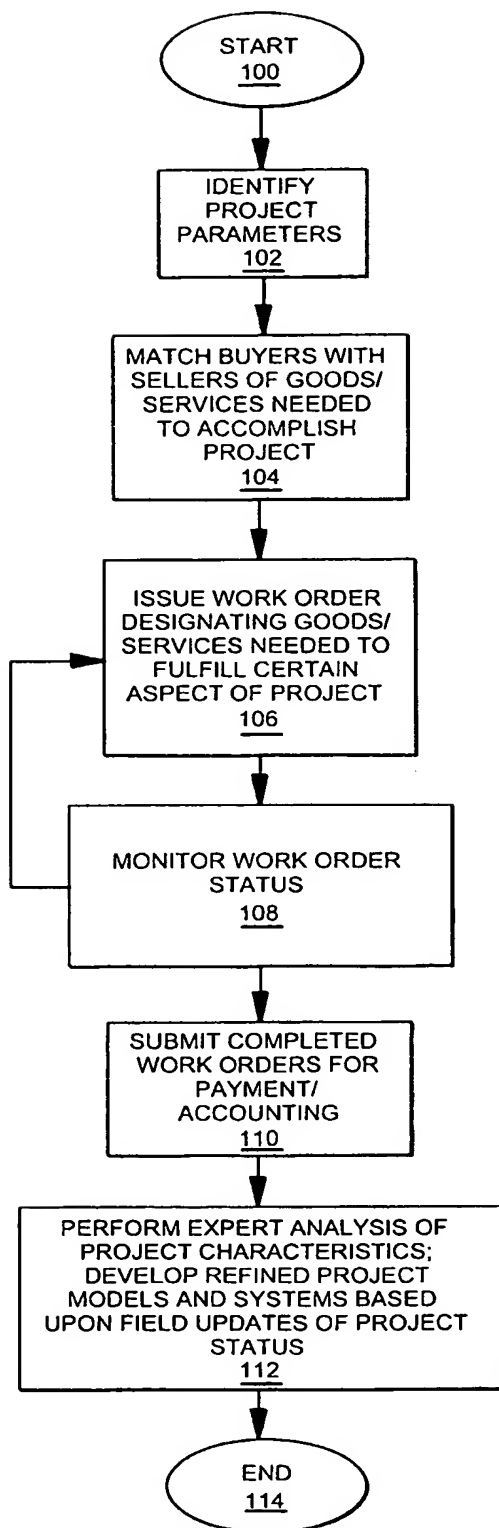 START
100
IDENTIFY
PROJECT
PARAMETERS
102
MATCH BUYERS WITH
SELLERS OF GOODS/
SERVICES NEEDED
TO ACCOMPLISH
PROJECT
104
ISSUE WORK ORDER
DESIGNATING GOODS/
SERVICES NEEDED TO
FULFILL CERTAIN
ASPECT OF PROJECT
106
MONITOR WORK ORDER
STATUS
108
SUBMIT COMPLETED
WORK ORDERS FOR
PAYMENT/
ACCOUNTING
110
PERFORM EXPERT ANALYSIS OF
PROJECT CHARACTERISTICS;
DEVELOP REFINED PROJECT
MODELS AND SYSTEMS BASED
UPON FIELD UPDATES OF PROJECT
STATUS
112
END
114